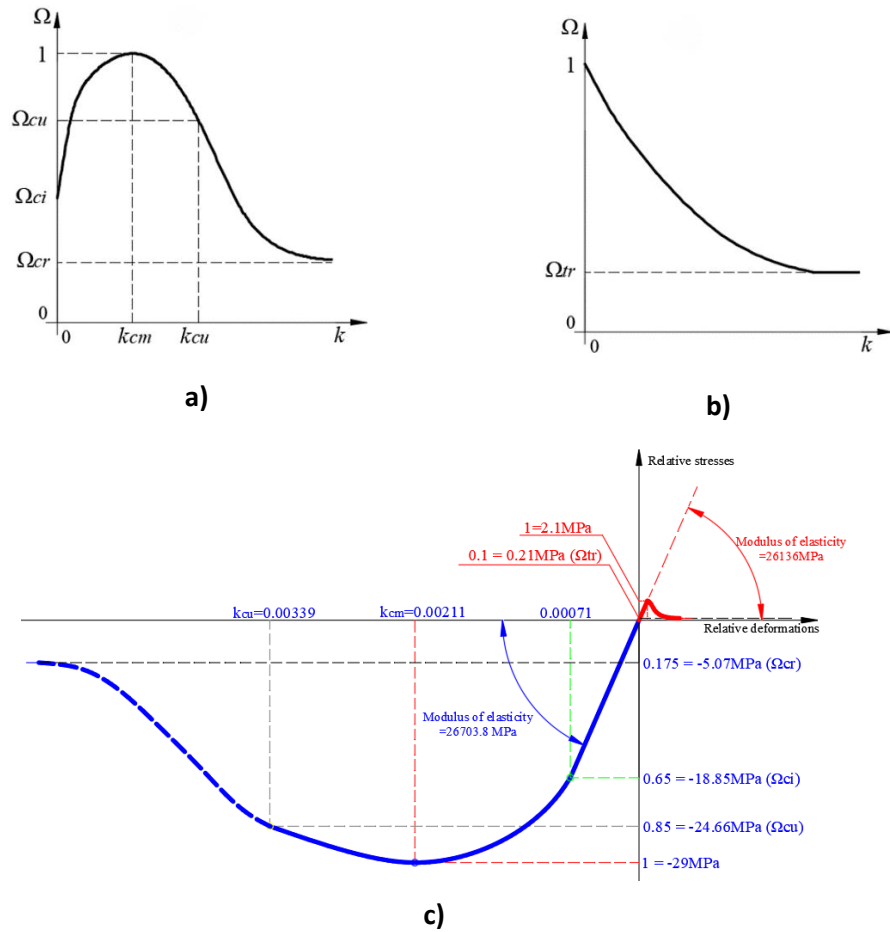 Ω
1
Ωcu
Ωci
Ωcr
0
0
kcm
kcu
k
a)
Ω
1
Ωtr
0
0
k
b)
Relative stresses
1=2.1MPa
0.1 = 0.21MPa (Ωtr)
Modulus of elasticity
=26136MPa
kcu=0.00339
kcm=0.00211
0.00071
Relative deformations
0.175 = -5.07MPa (Ωcr)
Modulus of elasticity
=26703.8 MPa
0.65 = -18.85MPa (Ωci)
0.85 = -24.66MPa (Ωcu)
1 = -29MPa
c)